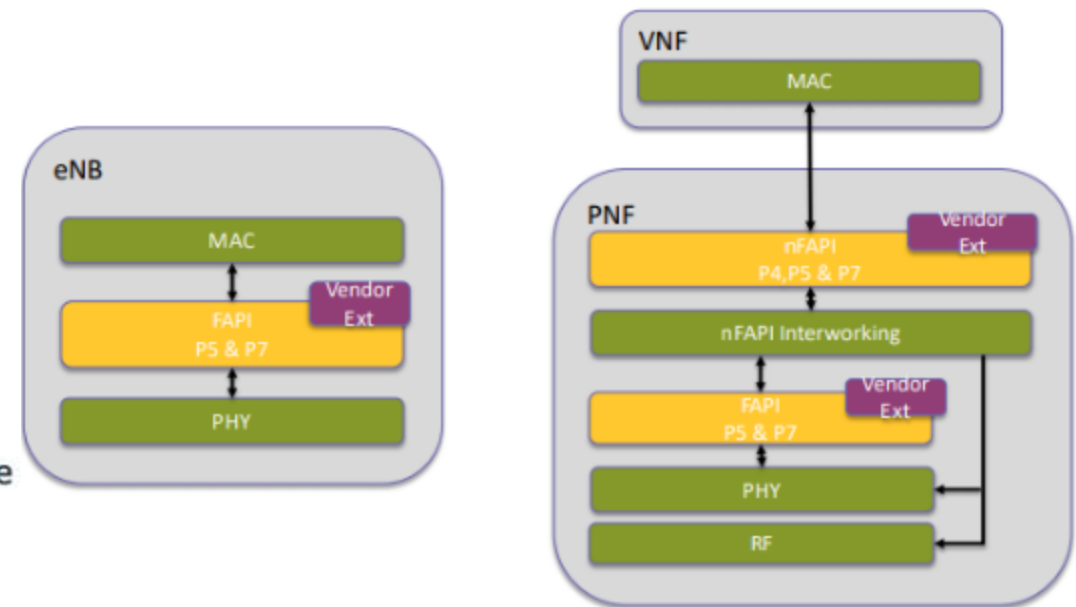 eNB
MAC
Vendor
Ext
FAPI
P5 & P7
PHY
e
VNF
MAC
PNF
Vendor
Ext
nFAPI
P4,P5 & P7
nFAPI Interworking
Vendor
Ext
FAPI
P5 & P7
PHY
RF